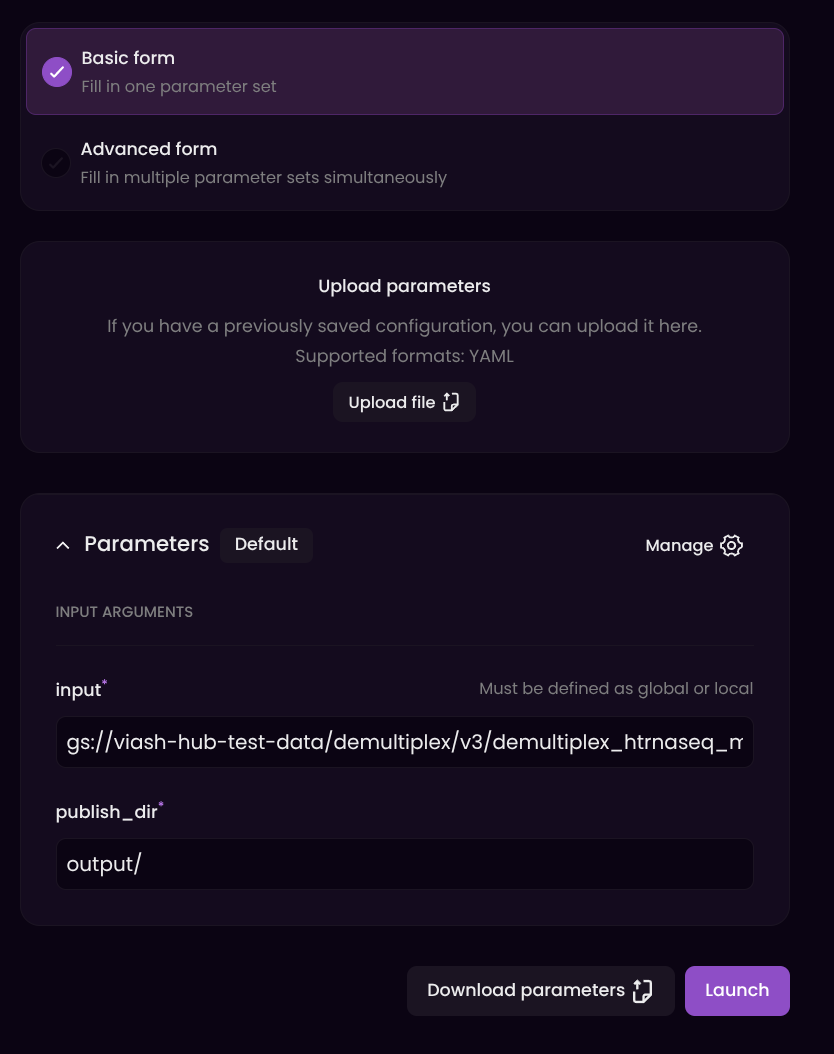 Basic form
Fill in one parameter set
Advanced form
Fill in multiple parameter sets simultaneously
Upload parameters
If you have a previously saved configuration, you can upload it here.
Supported formats: YAML
Upload file
Parameters Default Manage
INPUT ARGUMENTS
input* Must be defined as global or local
gs://viash-hub-test-data/demultiplex/v3/demultiplex_htrnaseq_m
publish_dir*
output/
Download parameters Launch